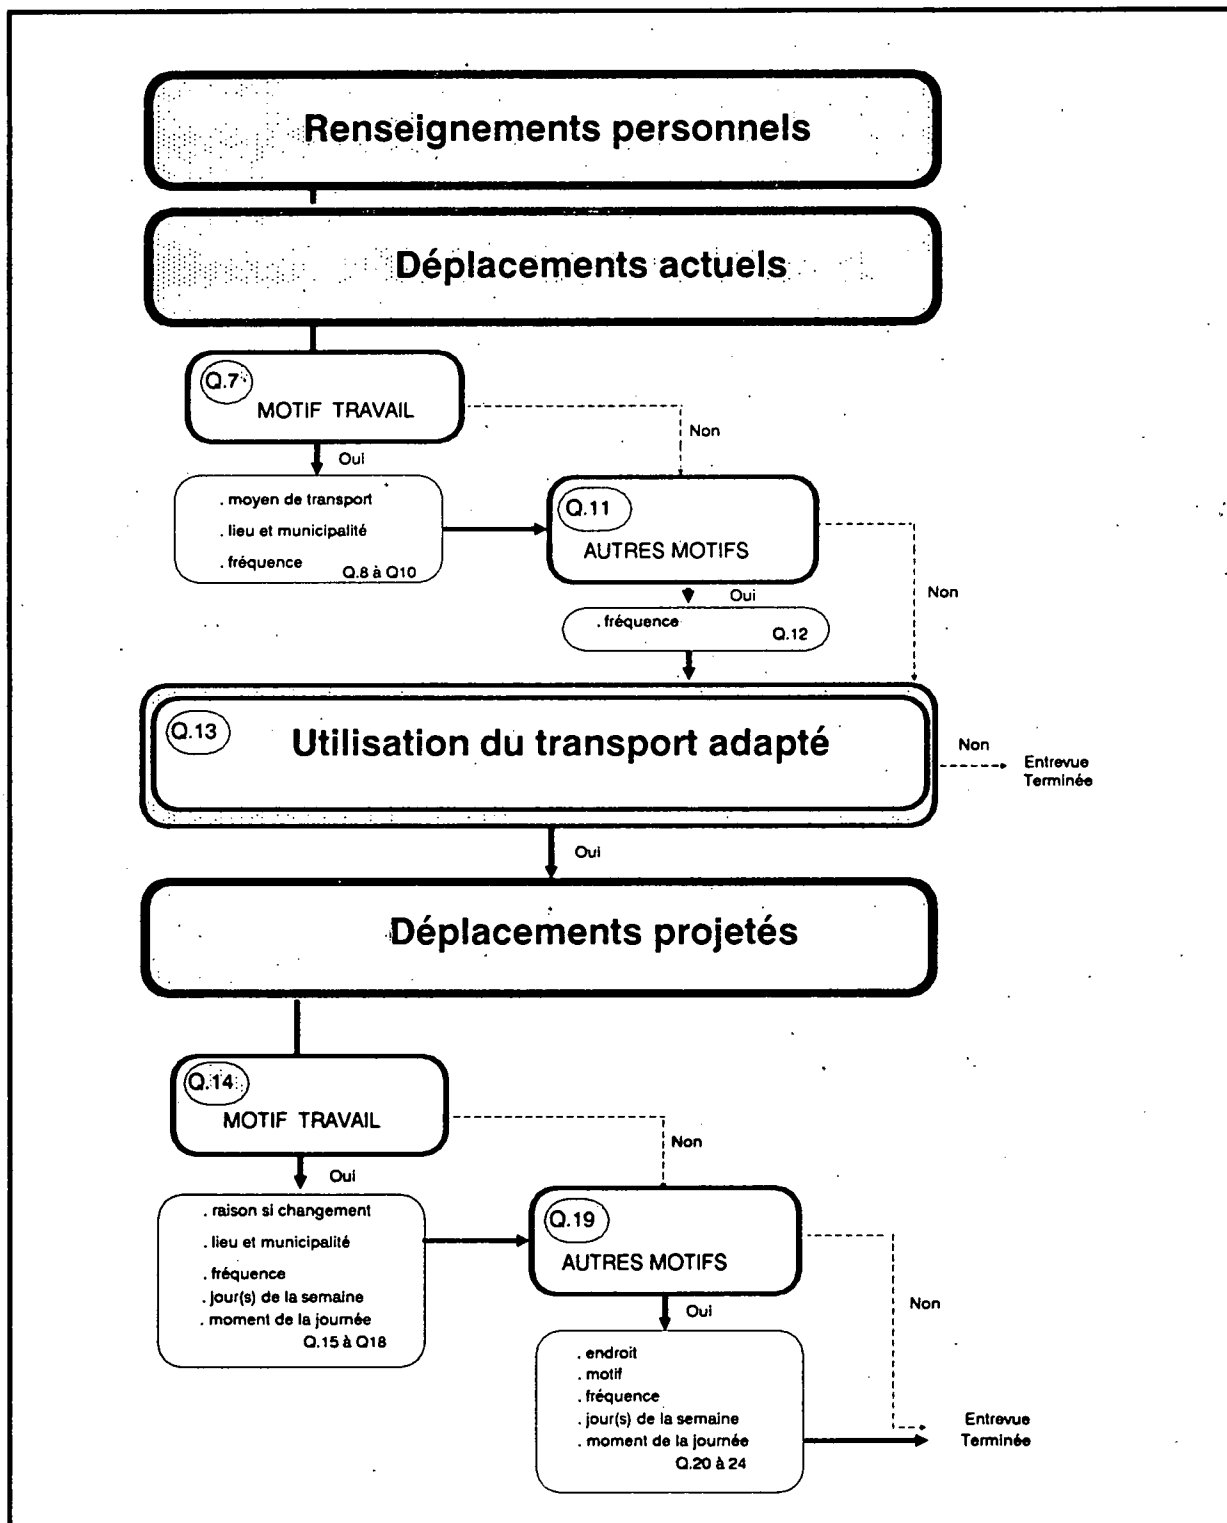 Renseignements personnels
Déplacements actuels
Q.7
MOTIF TRAVAIL
Non
Oui
. moyen de transport
. lieu et municipalité
. fréquence
Q.8 à Q10
Q.11
AUTRES MOTIFS
Non
Oui
. fréquence
Q.12
Q.13
Utilisation du transport adapté
Non
Entrevue
Terminée
Oui
Déplacements projetés
Q.14
MOTIF TRAVAIL
Non
Oui
. raison si changement
. lieu et municipalité
. fréquence
. jour(s) de la semaine
. moment de la journée
Q.15 à Q18
Q.19
AUTRES MOTIFS
Non
Oui
. endroit
. motif
. fréquence
. jour(s) de la semaine
. moment de la journée
Q.20 à 24
Entrevue
Terminée